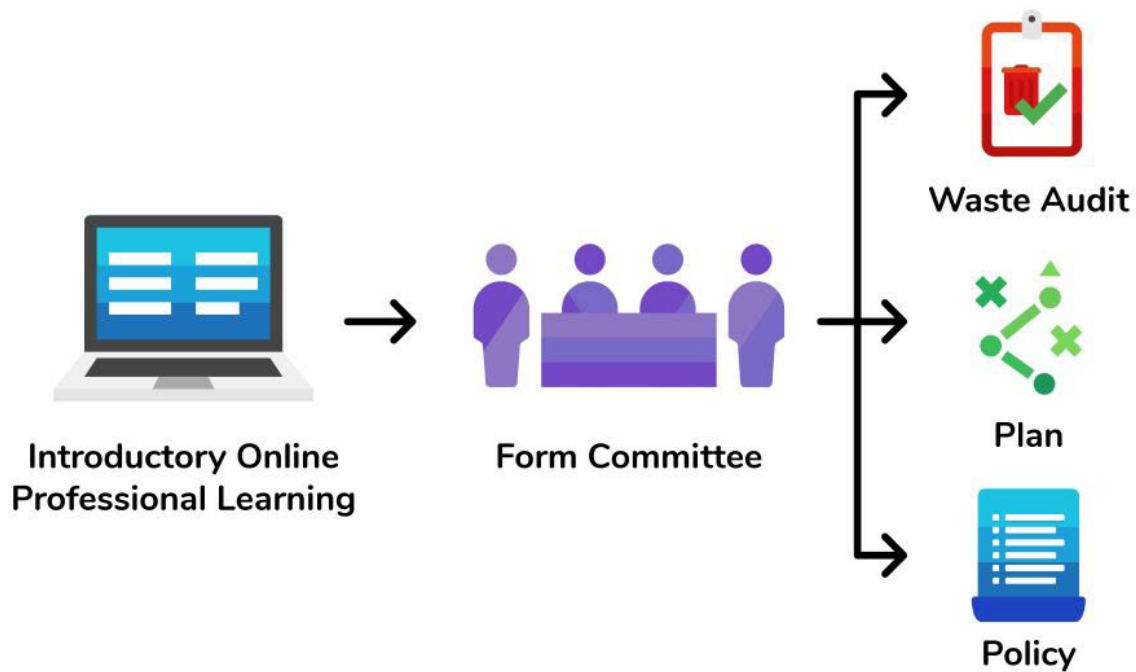 Introductory Online
Professional Learning
Form Committee
Waste Audit
Plan
Policy